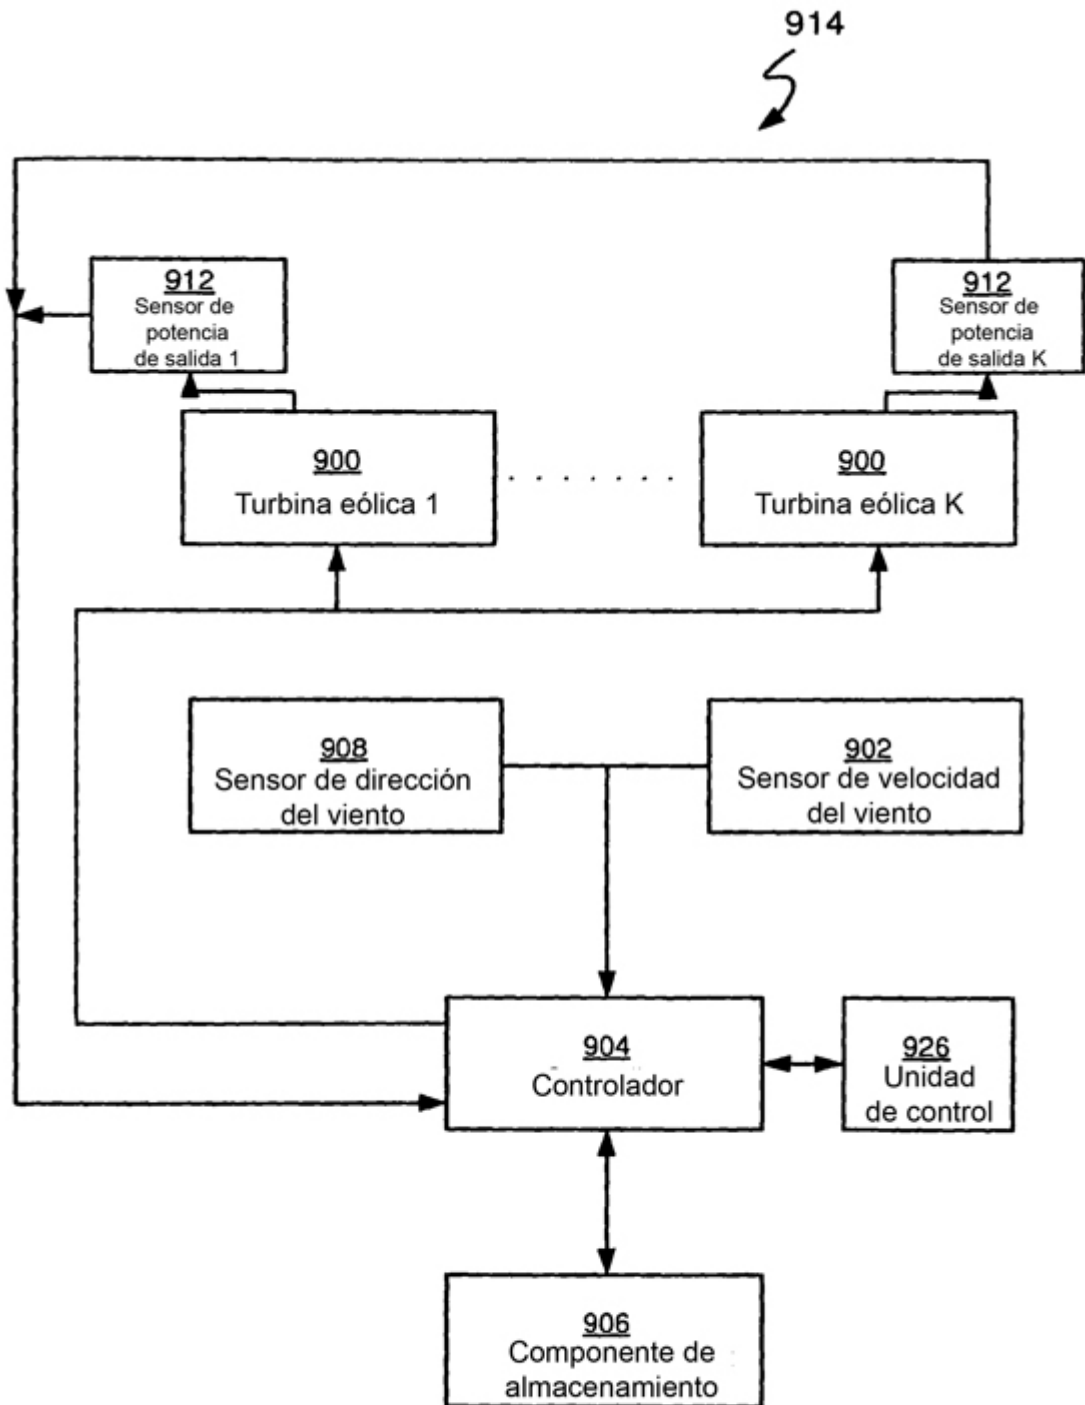 914
912
Sensor de
potencia
de salida 1
912
Sensor de
potencia
de salida K
900
Turbina eólica 1
900
Turbina eólica K
908
Sensor de dirección
del viento
902
Sensor de velocidad
del viento
904
Controlador
926
Unidad
de control
906
Componente de
almacenamiento